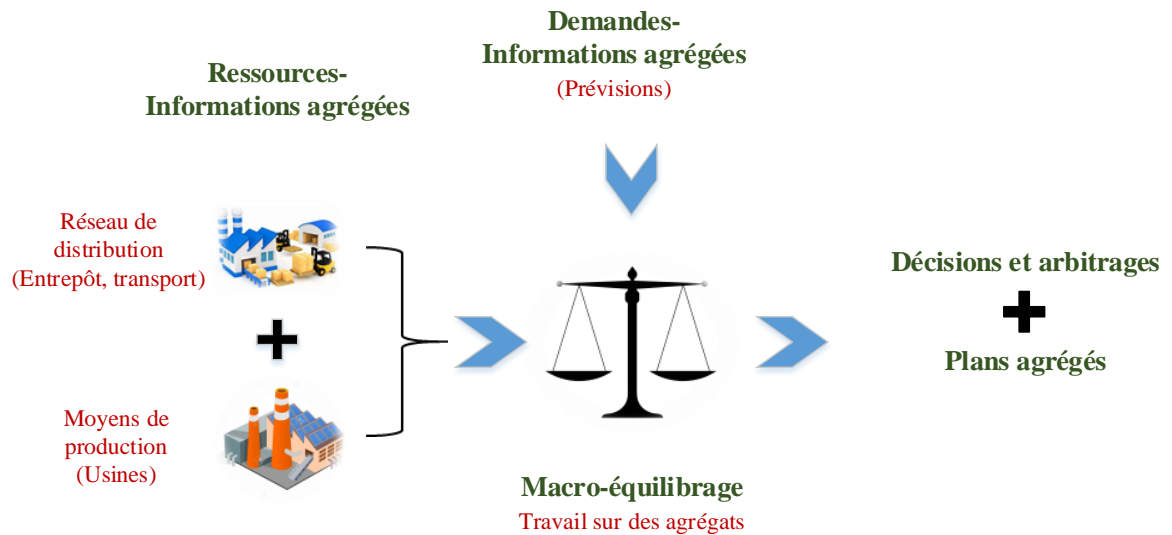 Demandes-
Informations agrégées
(Prévisions)
Ressources-
Informations agrégées
Réseau de
distribution
(Entrepôt, transport)
Moyens de
production
(Usines)
Macro-équilibrage
Travail sur des agrégats
Décisions et arbitrages
Plans agrégés